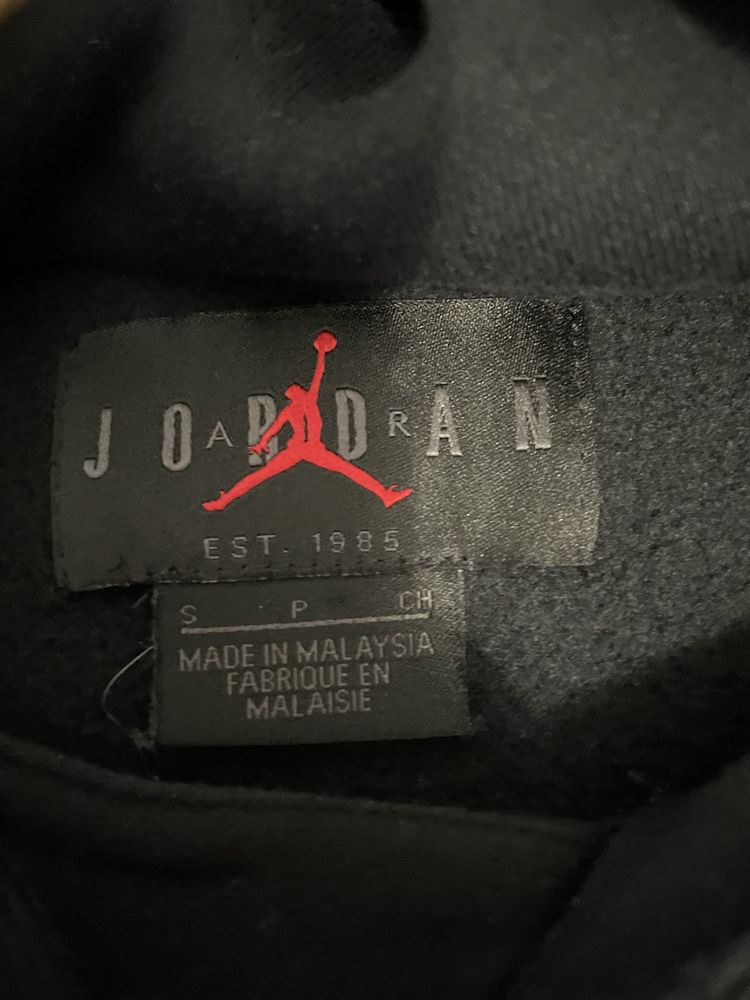 JORDAN
AIR
EST. 1985
S P CH
MADE IN MALAYSIA
FABRIQUE EN
MALAISIE